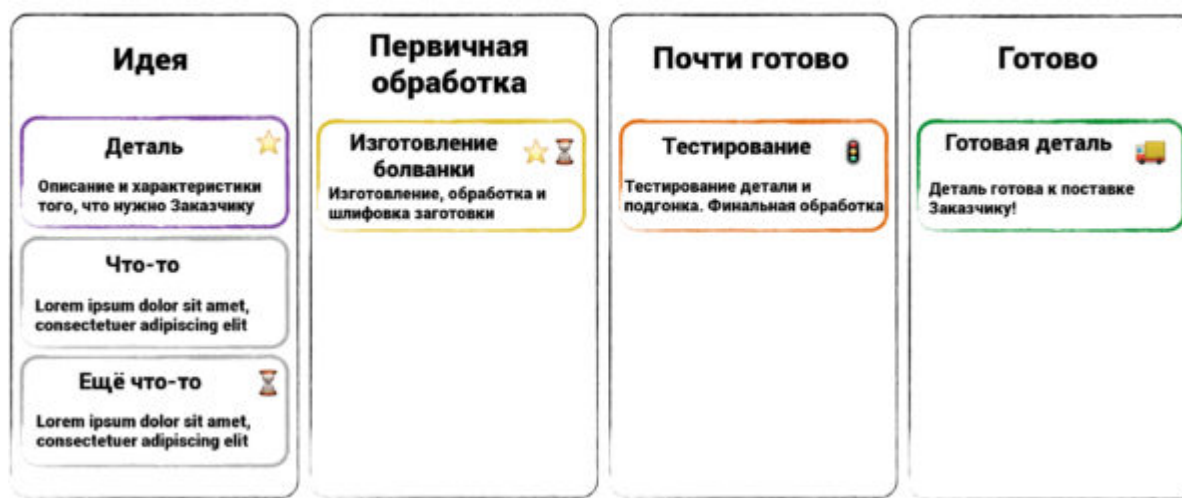 Идея
Деталь
Описание и характеристики
того, что нужно Заказчику
Что-то
Lorem ipsum dolor sit amet,
consectetuer adipiscing elit
Ещё что-то
Lorem ipsum dolor sit amet,
consectetuer adipiscing elit
Первичная
обработка
Изготовление
болванки
Изготовление, обработка и
шлифовка заготовки
Почти готово
Тестирование
Тестирование детали и
подгонка. Финальная обработка
Готово
Готовая деталь
Деталь готова к поставке
Заказчику!